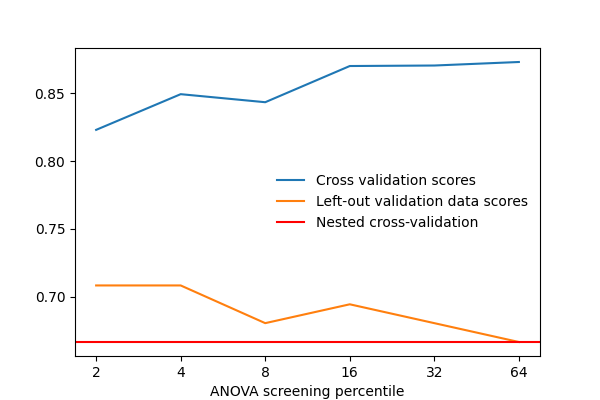 0.85
0.80
0.75
0.70
Cross validation scores
Left-out validation data scores
Nested cross-validation
2 4 8 16 32 64
ANOVA screening percentile